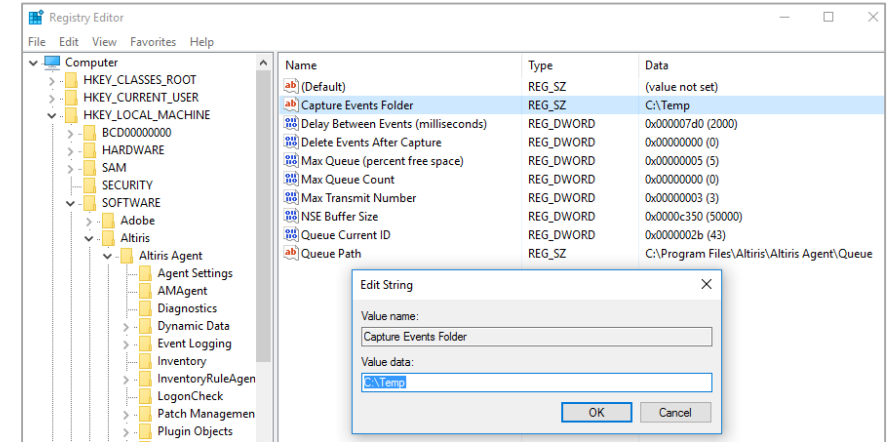 Registry Editor
File Edit View Favorites Help
Computer
HKEY_CLASSES_ROOT
HKEY_CURRENT_USER
HKEY_LOCAL_MACHINE
BCD00000000
HARDWARE
SAM
SECURITY
SOFTWARE
Adobe
Altiris
Altiris Agent
Agent Settings
AMAgent
Diagnostics
Dynamic Data
Event Logging
Inventory
InventoryRuleAgen
LogonCheck
Patch Managemen
Plugin Objects
Name Type Data
(Default) REG_SZ (value not set)
Capture Events Folder REG_SZ C:\Temp
Delay Between Events (milliseconds) REG_DWORD 0x000007d0 (2000)
Delete Events After Capture REG_DWORD 0x00000000 (0)
Max Queue (percent free space) REG_DWORD 0x00000005 (5)
Max Queue Count REG_DWORD 0x00000000 (0)
Max Transmit Number REG_DWORD 0x00000003 (3)
NSE Buffer Size REG_DWORD 0x0000c350 (50000)
Queue Current ID REG_DWORD 0x0000002b (43)
Queue Path REG_SZ C:\Program Files\Altiris\Altiris Agent\Queue
Edit String
Value name:
Capture Events Folder
Value data:
C:\Temp
OK Cancel